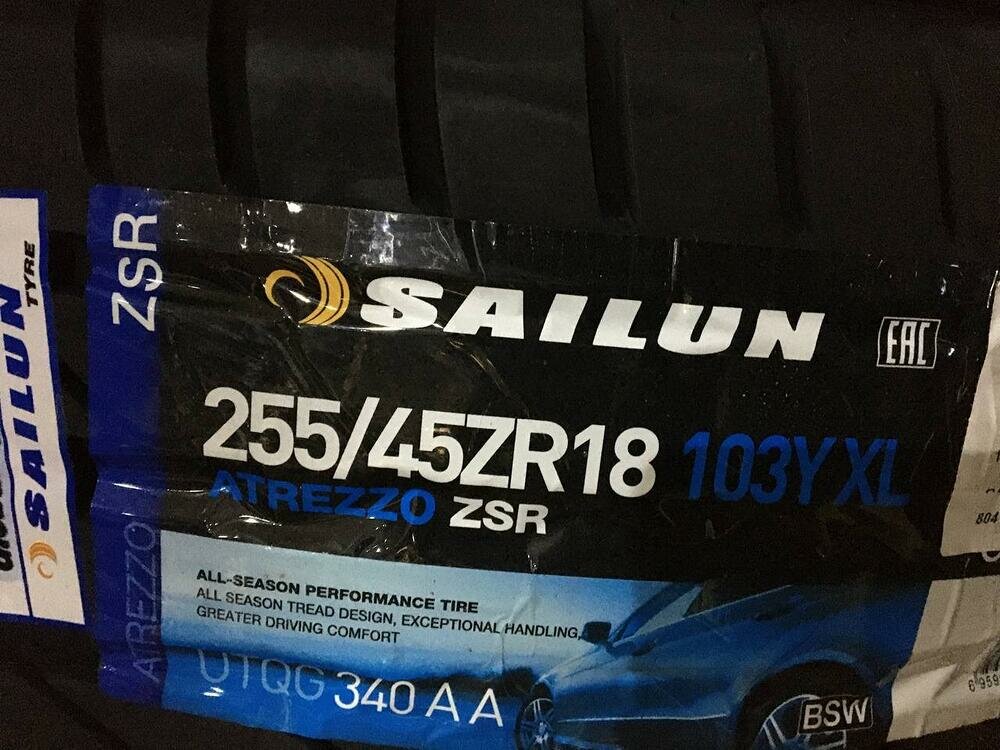 ZSR
SAILUN
EAC
255/45ZR18 103Y XL
ATREZZO ZSR
ATREZZO
ALL-SEASON PERFORMANCE TIRE
ALL SEASON TREAD DESIGN, EXCEPTIONAL HANDLING,
GREATER DRIVING COMFORT
UTQG 340 A A
BSW
SAILUN
TYRE
804